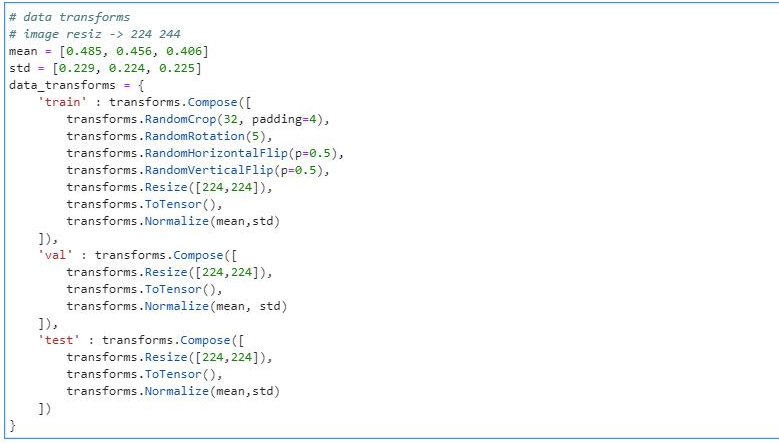 # data transforms
# image resiz -> 224 244
mean = [0.485, 0.456, 0.406]
std = [0.229, 0.224, 0.225]
data_transforms = {
    'train' : transforms.Compose([
        transforms.RandomCrop(32, padding=4),
        transforms.RandomRotation(5),
        transforms.RandomHorizontalFlip(p=0.5),
        transforms.RandomVerticalFlip(p=0.5),
        transforms.Resize([224,224]),
        transforms.ToTensor(),
        transforms.Normalize(mean,std)
    ]),
    'val' : transforms.Compose([
        transforms.Resize([224,224]),
        transforms.ToTensor(),
        transforms.Normalize(mean, std)
    ]),
    'test' : transforms.Compose([
        transforms.Resize([224,224]),
        transforms.ToTensor(),
        transforms.Normalize(mean,std)
    ])
}